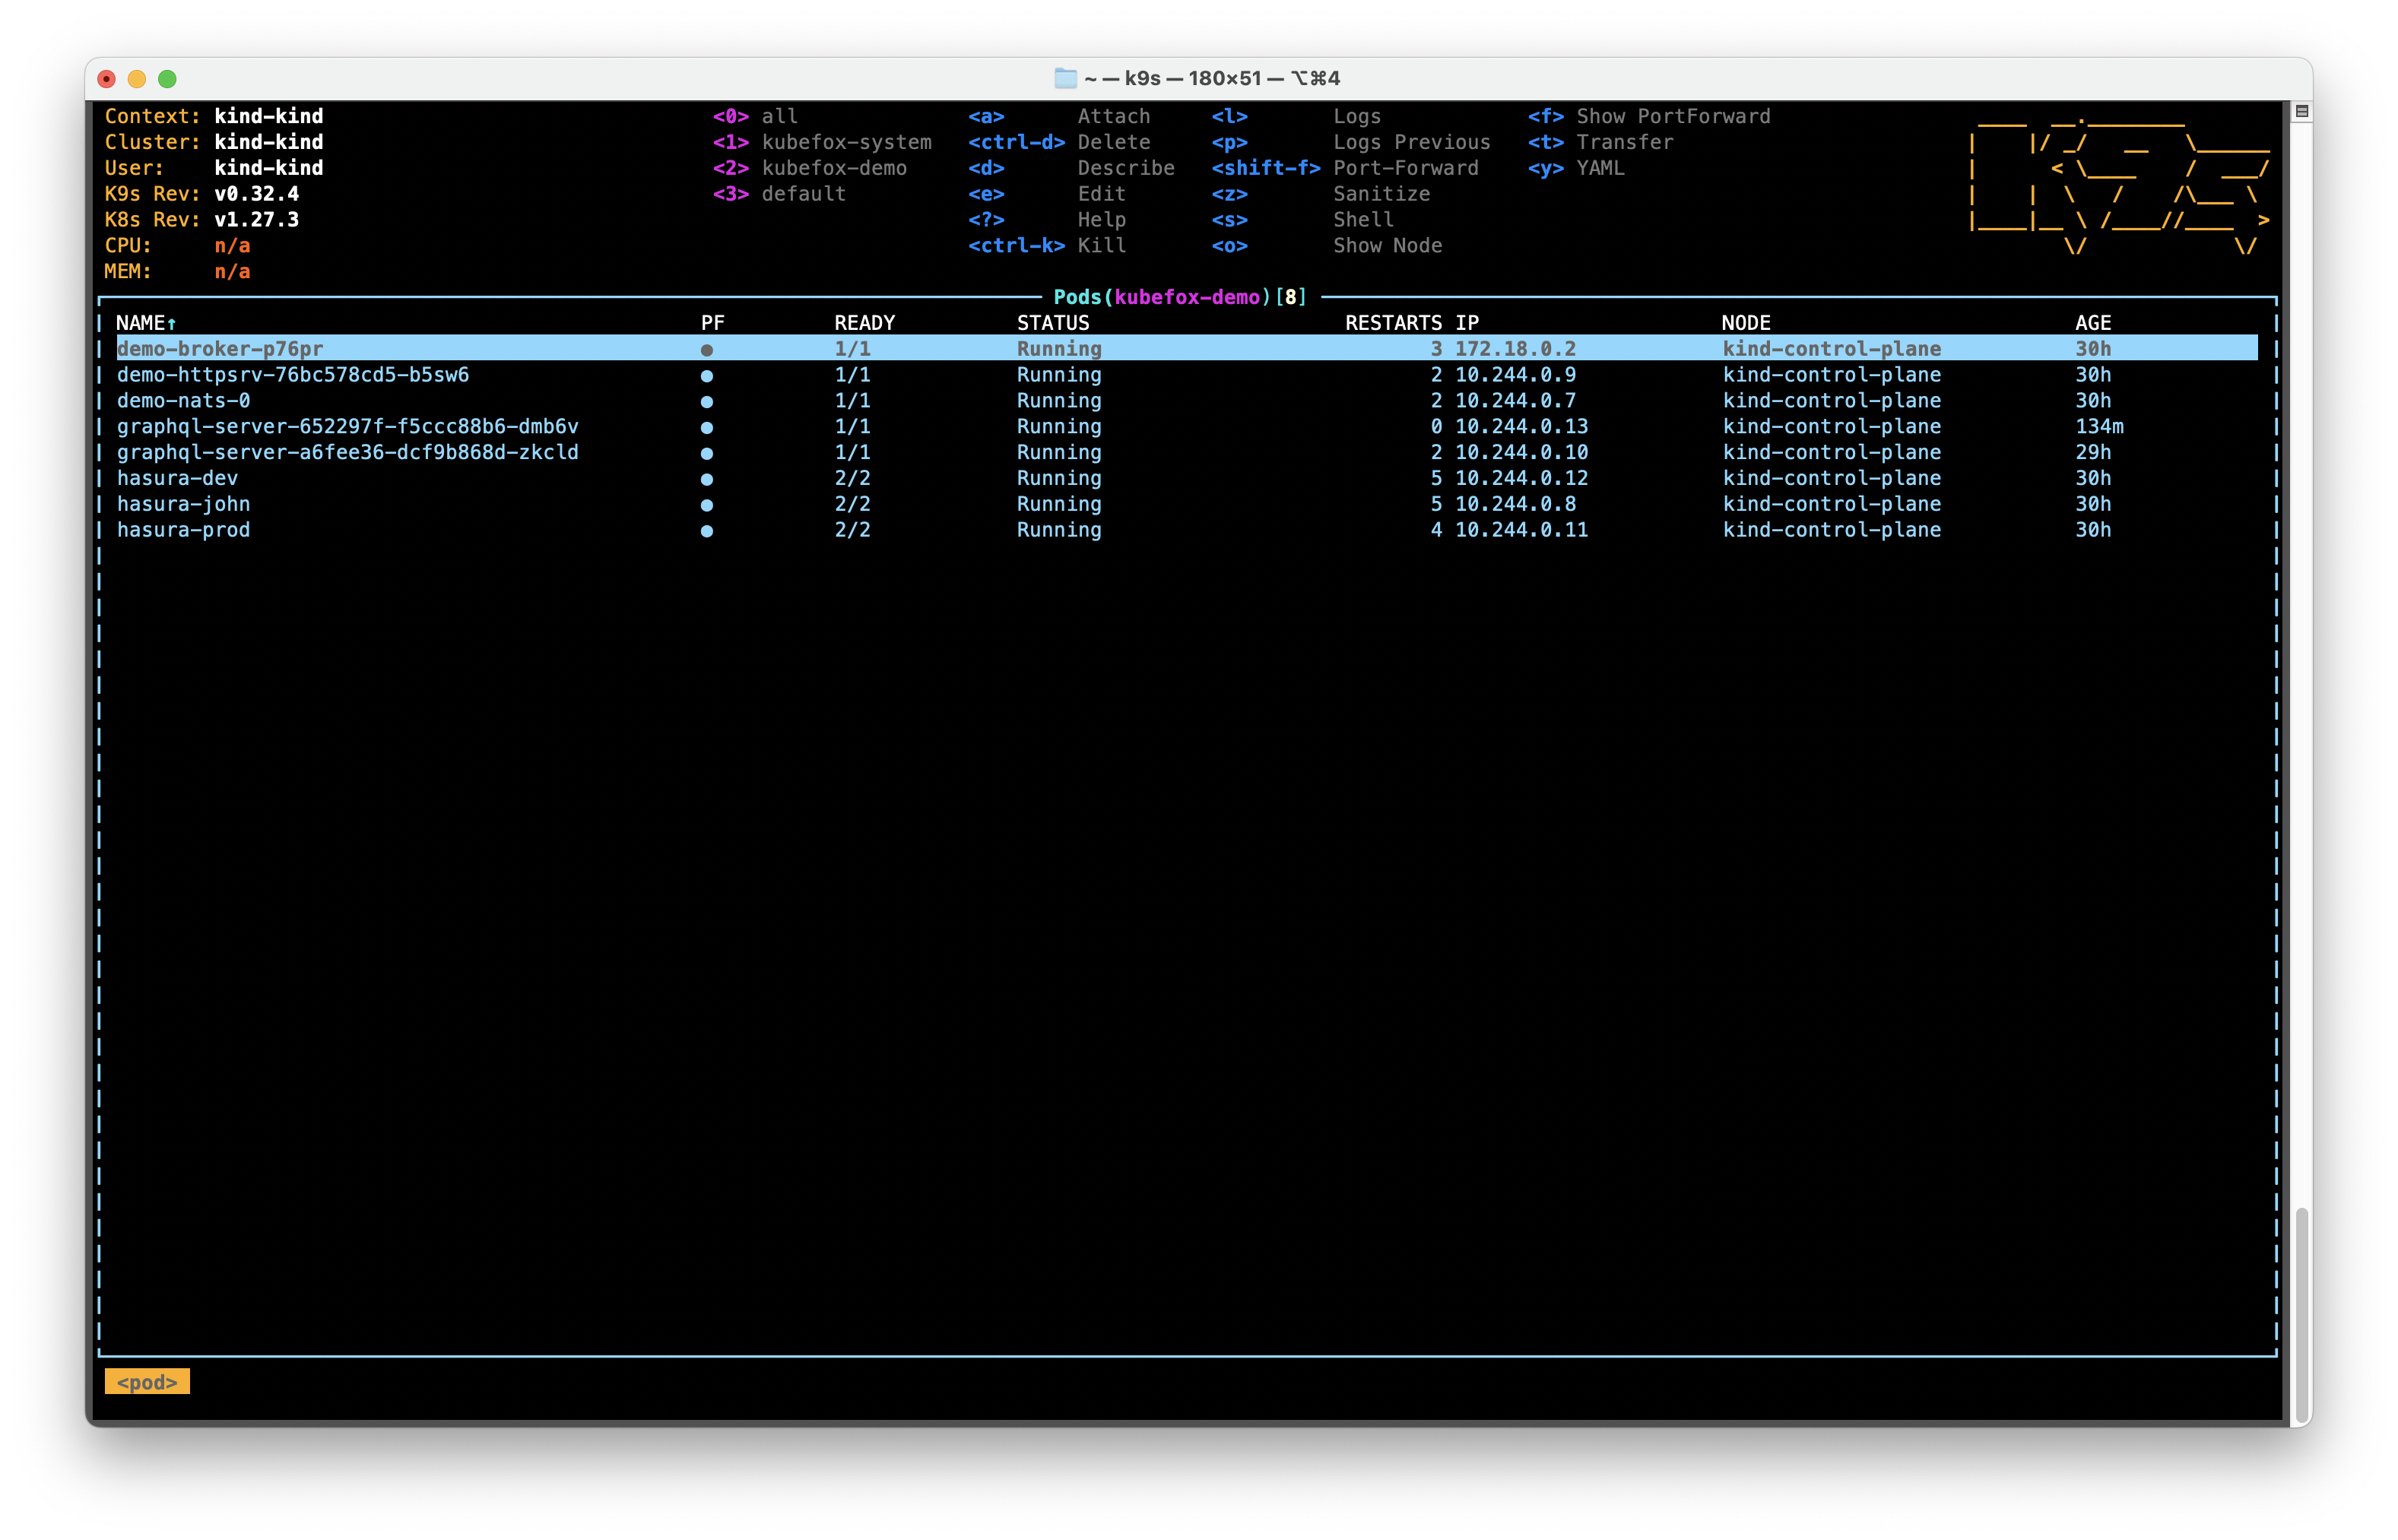 ~ — k9s — 180×51 — ⌥⌘4
Context: kind-kind <0> all <a> Attach <l> Logs <f> Show PortForward
Cluster: kind-kind <1> kubefox-system <ctrl-d> Delete <p> Logs Previous <t> Transfer
User: kind-kind <2> kubefox-demo <d> Describe <shift-f> Port-Forward <y> YAML
K9s Rev: v0.32.4 <3> default <e> Edit <z> Sanitize
K8s Rev: v1.27.3 <?> Help <s> Shell
CPU: n/a <ctrl-k> Kill <o> Show Node
MEM: n/a
Pods(kubefox-demo)[8]
NAME↑ PF READY STATUS RESTARTS IP NODE AGE
demo-broker-p76pr ● 1/1 Running 3 172.18.0.2 kind-control-plane 30h
demo-httpsrv-76bc578cd5-b5sw6 ● 1/1 Running 2 10.244.0.9 kind-control-plane 30h
demo-nats-0 ● 1/1 Running 2 10.244.0.7 kind-control-plane 30h
graphql-server-652297f-f5ccc88b6-dmb6v ● 1/1 Running 0 10.244.0.13 kind-control-plane 134m
graphql-server-a6fee36-dcf9b868d-zkcld ● 1/1 Running 2 10.244.0.10 kind-control-plane 29h
hasura-dev ● 2/2 Running 5 10.244.0.12 kind-control-plane 30h
hasura-john ● 2/2 Running 5 10.244.0.8 kind-control-plane 30h
hasura-prod ● 2/2 Running 4 10.244.0.11 kind-control-plane 30h
<pod>